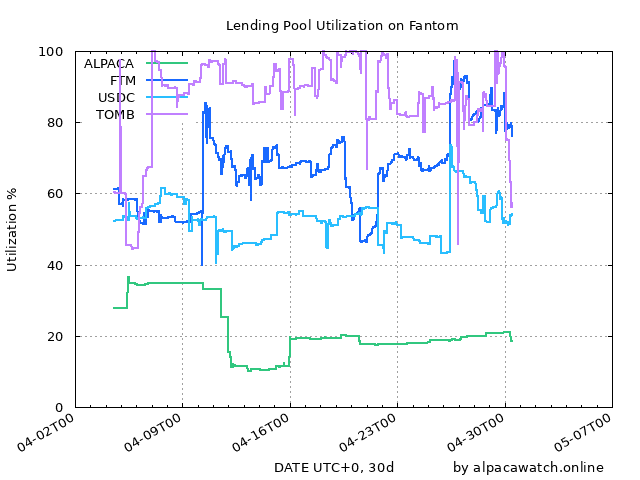 Lending Pool Utilization on Fantom
100
80
60
40
20
0
Utilization %
ALPACA
FTM
USDC
TOMB
04-02T00
04-09T00
04-16T00
04-23T00
04-30T00
05-07T00
DATE UTC+0, 30d
by alpacawatch.online